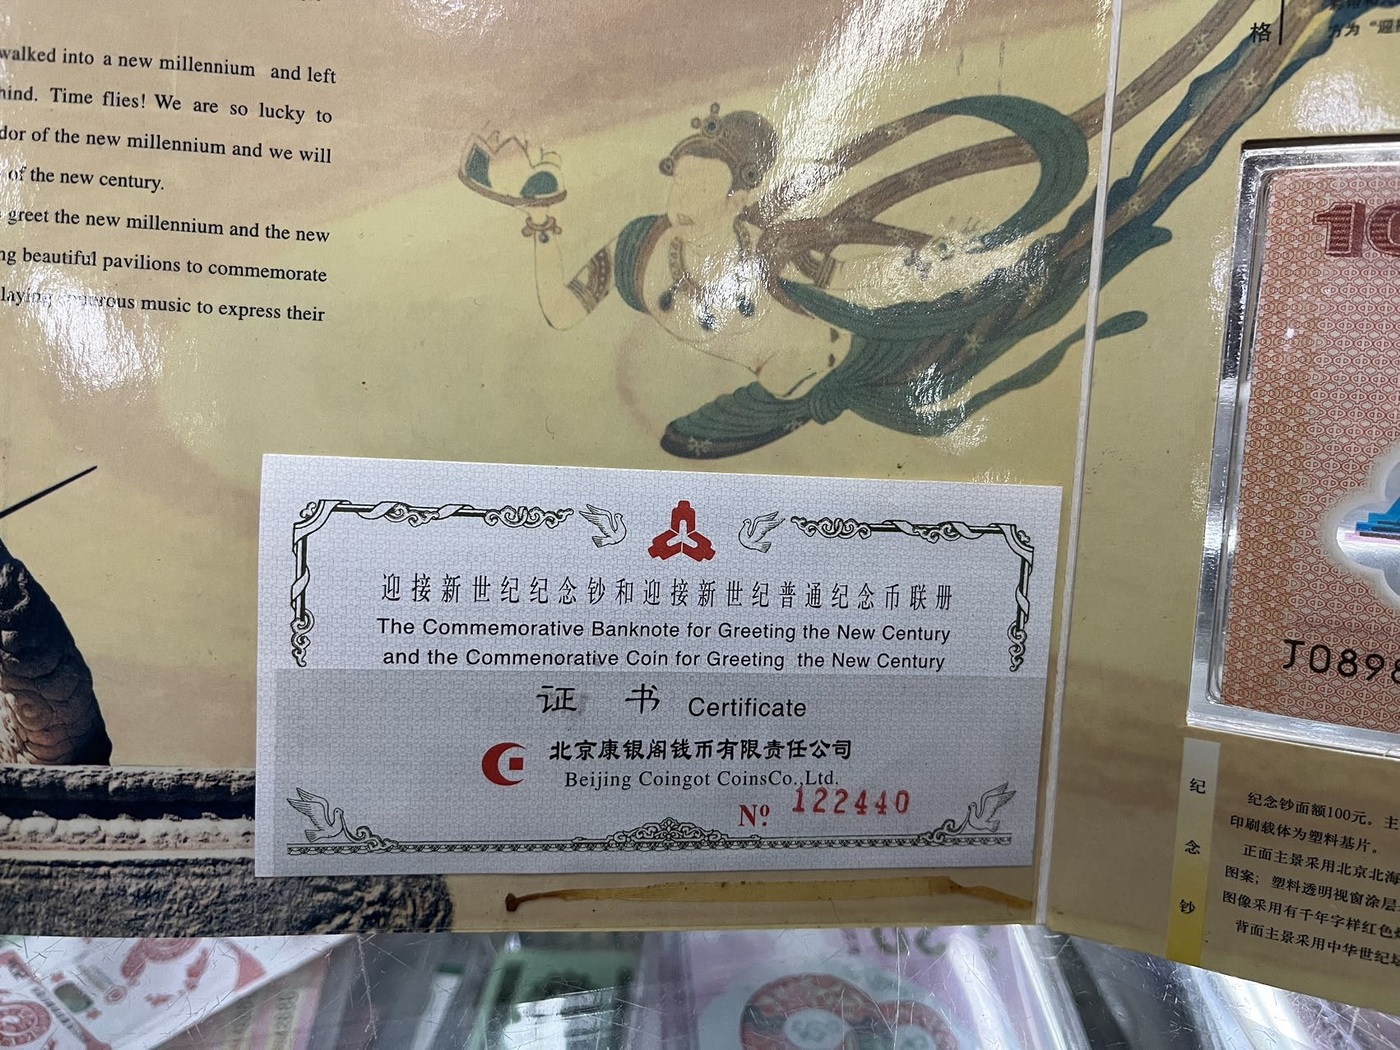 walked into a new millennium and left
hind. Time flies! We are so lucky to
dor of the new millennium and we will
of the new century.
greet the new millennium and the new
ng beautiful pavilions to commemorate
laying music to express their
格
迎接新世纪纪念钞和迎接新世纪普通纪念币联册
The Commemorative Banknote for Greeting the New Century
and the Commenorative Coin for Greeting the New Century
证 书 Certificate
北京康银阁钱币有限责任公司
Beijing Coingot CoinsCo.,Ltd.
Nº 122440
10
J0898
纪念钞
纪念钞面额100元。主
印刷载体为塑料基片。
正面主景采用北京北海
图案；塑料透明视窗涂层
图像采用有千年字样红色
背面主景采用中华世纪坛